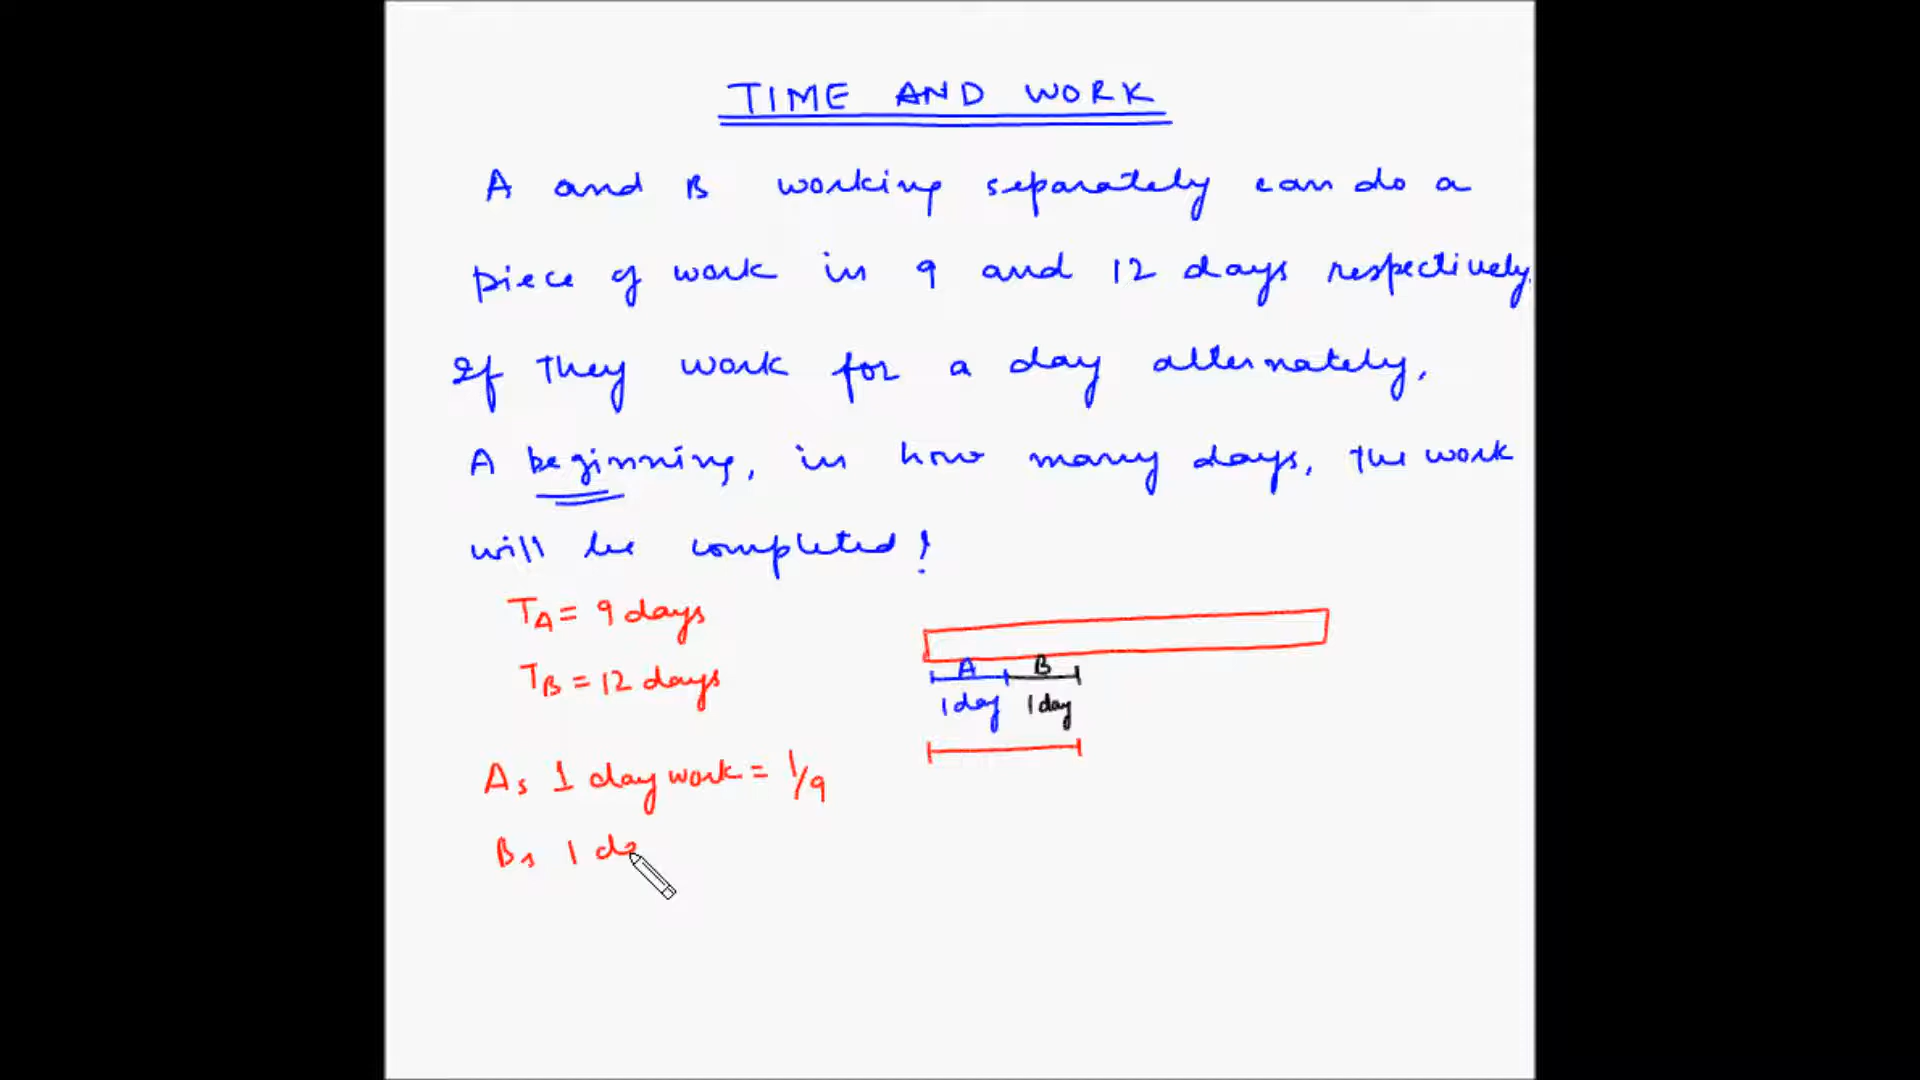 TIME AND WORK
A and B working separately can do a
piece of work in 9 and 12 days respectively.
If they work for a day alternately,
A beginning, in how many days, the work
will be completed?
TA = 9 days
TB = 12 days
A B
1 day 1 day
As 1 day work = 1/9
Bs 1 da